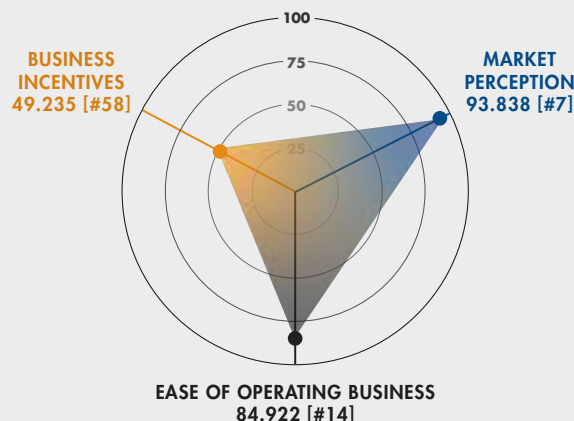 100
75
50
25
BUSINESS
INCENTIVES
49.235 [#58]
MARKET
PERCEPTION
93.838 [#7]
EASE OF OPERATING BUSINESS
84.922 [#14]